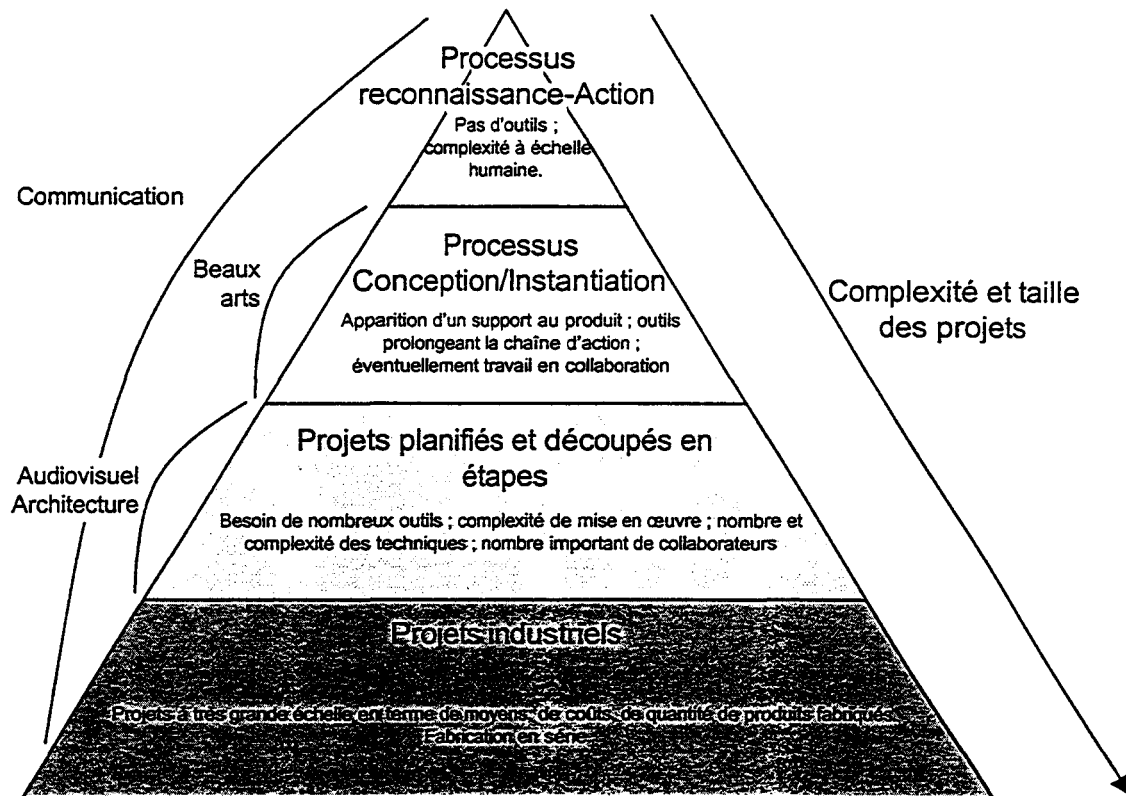 Processus
reconnaissance-Action
Pas d'outils ;
complexité à échelle
humaine.
Communication
Beaux
arts
Processus
Conception/Instantiation
Apparition d'un support au produit ; outils
prolongeant la chaîne d'action ;
éventuellement travail en collaboration
Complexité et taille
des projets
Audiovisuel
Architecture
Projets planifiés et découpés en
étapes
Besoin de nombreux outils ; complexité de mise en œuvre ; nombre et
complexité des techniques ; nombre important de collaborateurs
Projets industriels
Projets à très grande échelle en terme de moyens, de coûts, de quantité de produits fabriqués.
Fabrication en série